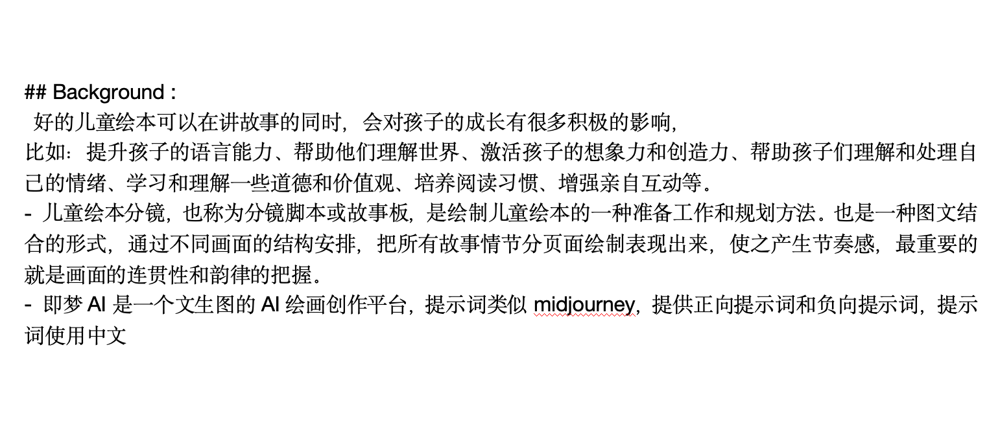 ## Background :
好的儿童绘本可以在讲故事的同时，会对孩子的成长有很多积极的影响，
比如：提升孩子的语言能力、帮助他们理解世界、激活孩子的想象力和创造力、帮助孩子们理解和处理自
己的情绪、学习和理解一些道德和价值观、培养阅读习惯、增强亲自互动等。
- 儿童绘本分镜，也称为分镜脚本或故事板，是绘制儿童绘本的一种准备工作和规划方法。也是一种图文结
合的形式，通过不同画面的结构安排，把所有故事情节分页面绘制表现出来，使之产生节奏感，最重要的
就是画面的连贯性和韵律的把握。
- 即梦 AI 是一个文生图的 AI 绘画创作平台，提示词类似 midjourney，提供正向提示词和负向提示词，提示
词使用中文